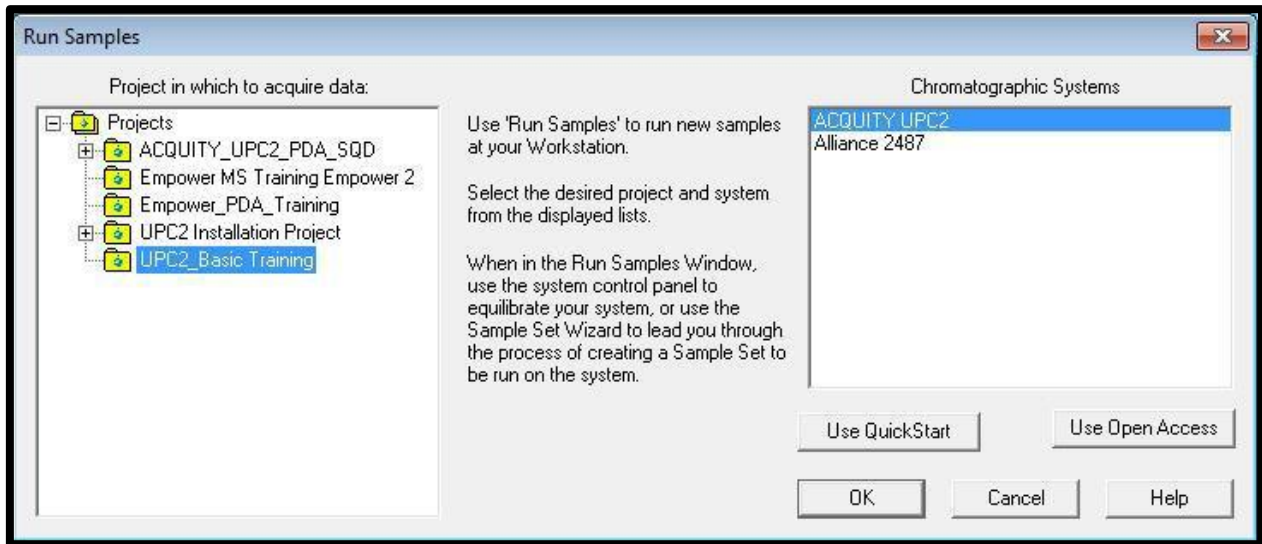 Run Samples
Project in which to acquire data:
Projects
ACQUITY_UPC2_PDA_SQD
Empower MS Training Empower 2
Empower_PDA_Training
UPC2 Installation Project
UPC2_Basic Training
Use 'Run Samples' to run new samples
at your Workstation.
Select the desired project and system
from the displayed lists.
When in the Run Samples Window,
use the system control panel to
equilibrate your system, or use the
Sample Set Wizard to lead you through
the process of creating a Sample Set to
be run on the system.
Chromatographic Systems
ACQUITY UPC2
Alliance 2487
Use QuickStart
Use Open Access
OK
Cancel
Help